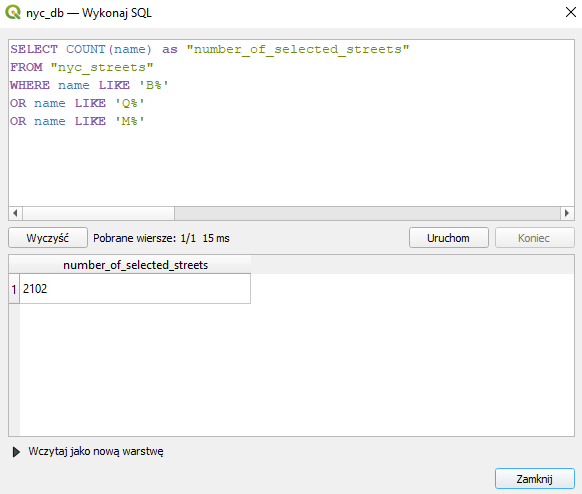 nyc_db — Wykonaj SQL
SELECT COUNT(name) as "number_of_selected_streets"
FROM "nyc_streets"
WHERE name LIKE 'B%'
OR name LIKE 'Q%'
OR name LIKE 'M%'
Wyczyść Pobrane wiersze: 1/1 15 ms Uruchom Koniec
number_of_selected_streets
1 2102
Wczytaj jako nową warstwę
Zamknij